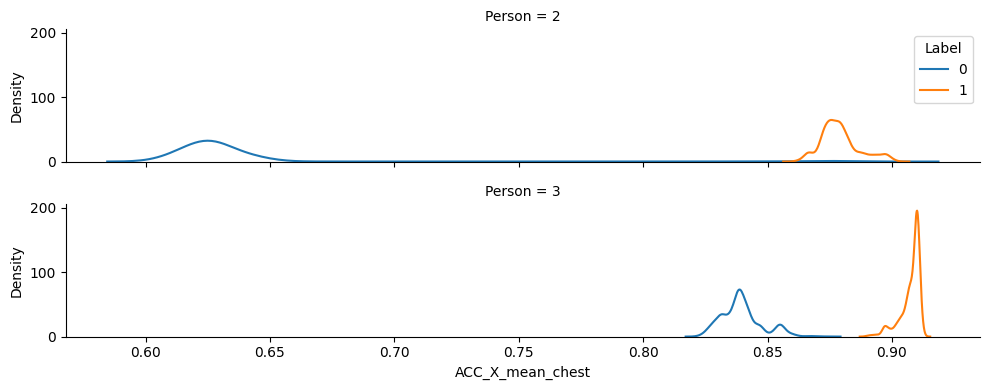 Person = 2
200
100
0
Density
Label
0
1
Person = 3
200
100
0
Density
0.60 0.65 0.70 0.75 0.80 0.85 0.90
ACC_X_mean_chest